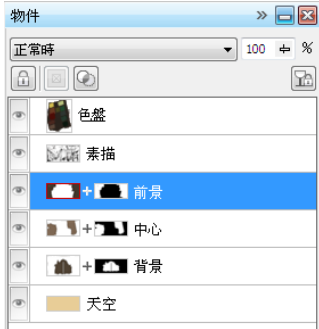 物件
正常時 100 %
色盤
素描
+ 前景
+ 中心
+ 背景
天空